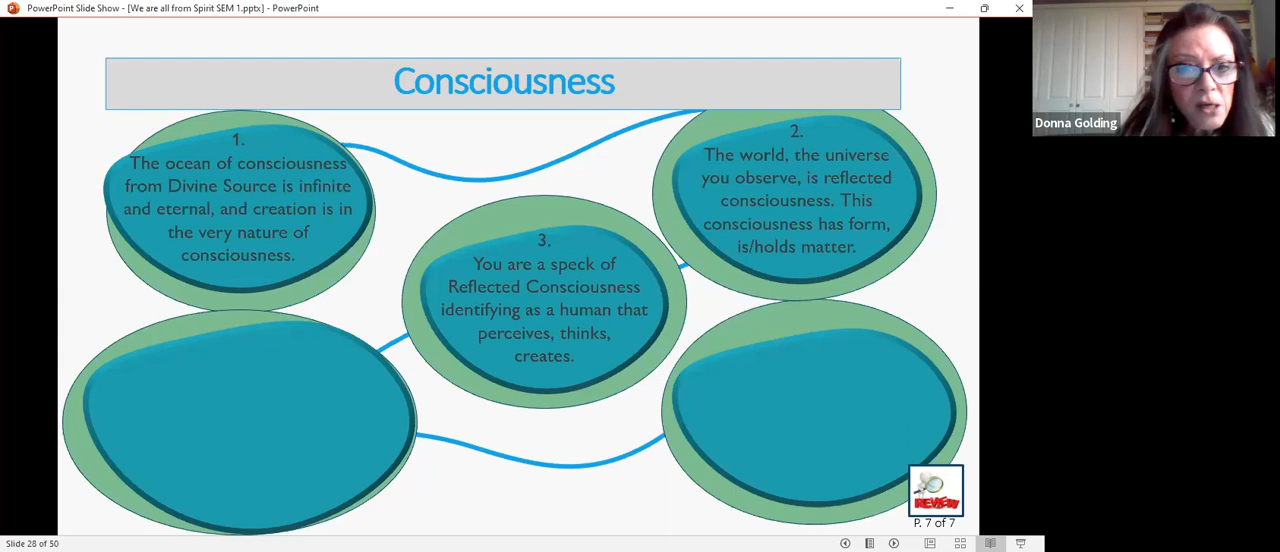 PowerPoint Slide Show - [We are all from Spirit SEM 1.pptx] - PowerPoint
Consciousness
1.
The ocean of consciousness
from Divine Source is infinite
and eternal, and creation is in
the very nature of
consciousness.
2.
The world, the universe
you observe, is reflected
consciousness. This
consciousness has form,
is/holds matter.
3.
You are a speck of
Reflected Consciousness
identifying as a human that
perceives, thinks,
creates.
REVIEW
P. 7 of 7
Slide 28 of 50
Donna Golding